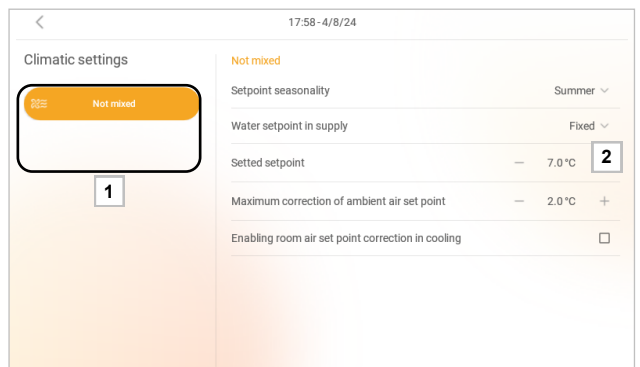 17:58-4/8/24
Climatic settings
Not mixed
1
Not mixed
Setpoint seasonality Summer
Water setpoint in supply Fixed
Setted setpoint — 7.0°C 2
Maximum correction of ambient air set point — 2.0°C +
Enabling room air set point correction in cooling